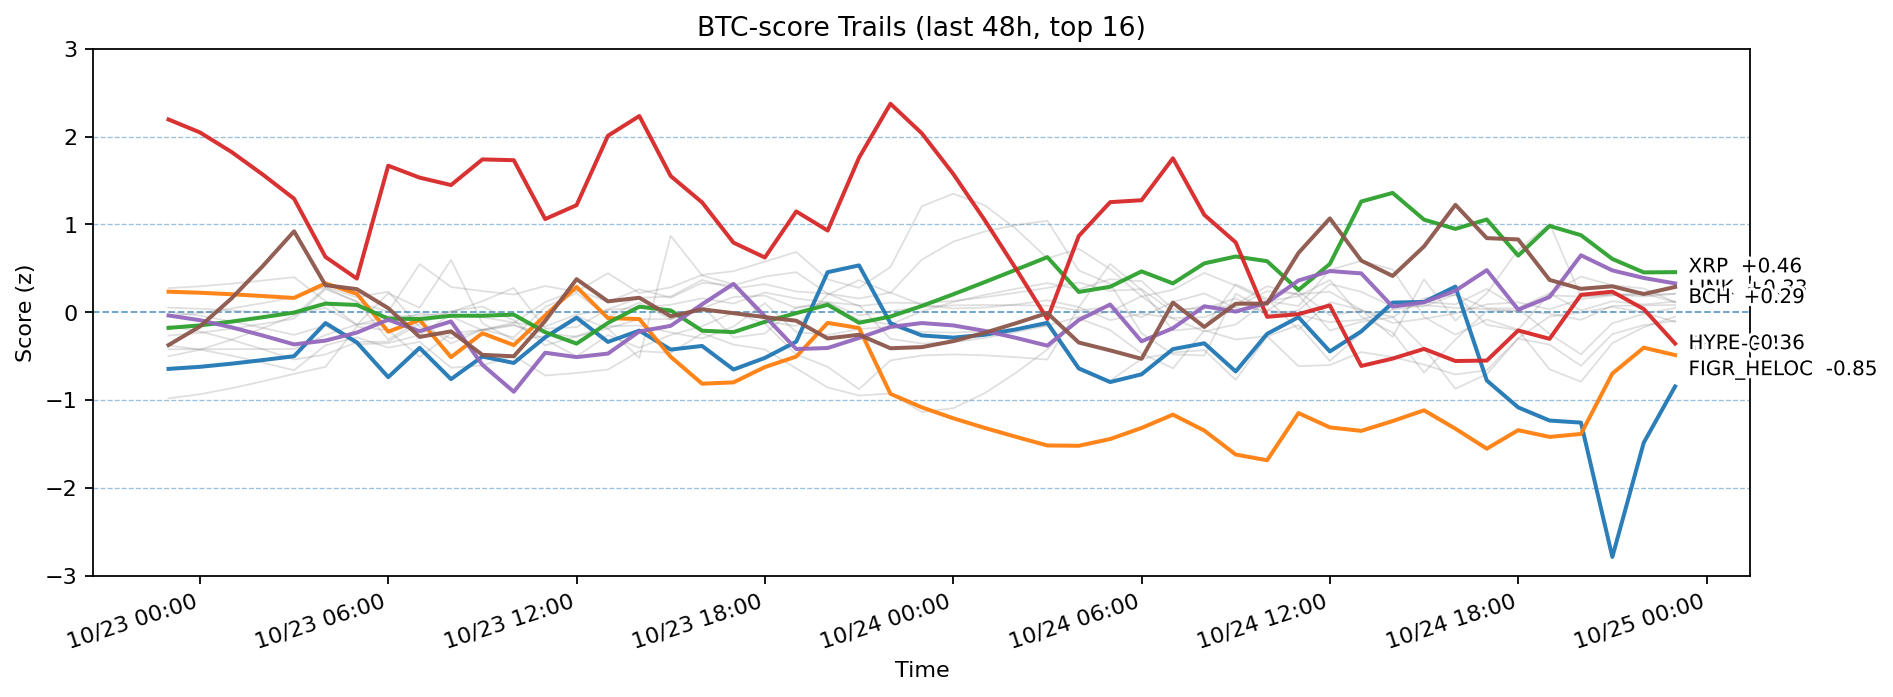 BTC-score Trails (last 48h, top 16)
Score (z)
3
2
1
0
−1
−2
−3
XRP +0.46
BCH +0.29
HYPE -0.36
FIGR_HELOC -0.85
10/23 00:00
10/23 06:00
10/23 12:00
10/23 18:00
10/24 00:00
10/24 06:00
10/24 12:00
10/24 18:00
10/25 00:00
Time